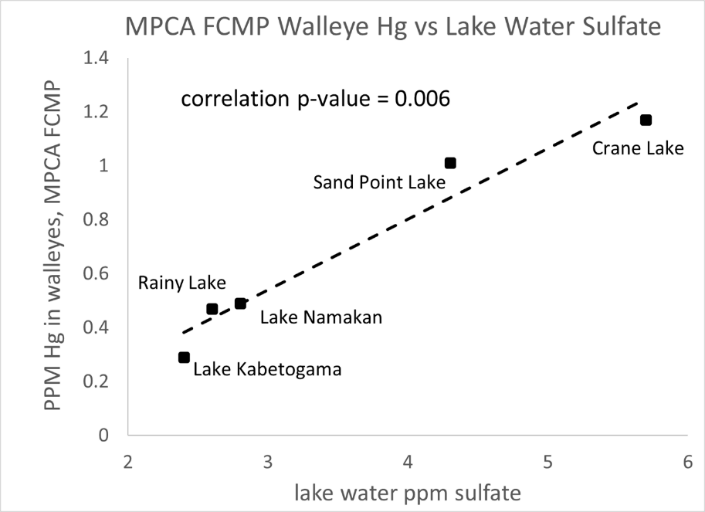 MPCA FCMP Walleye Hg vs Lake Water Sulfate
1.4
correlation p-value = 0.006
1.2
Crane Lake
1
Sand Point Lake
0.8
0.6
Rainy Lake
Lake Namakan
0.4
Lake Kabetogama
0.2
0
2
3
4
5
6
lake water ppm sulfate
PPM Hg in walleyes, MPCA FCMP